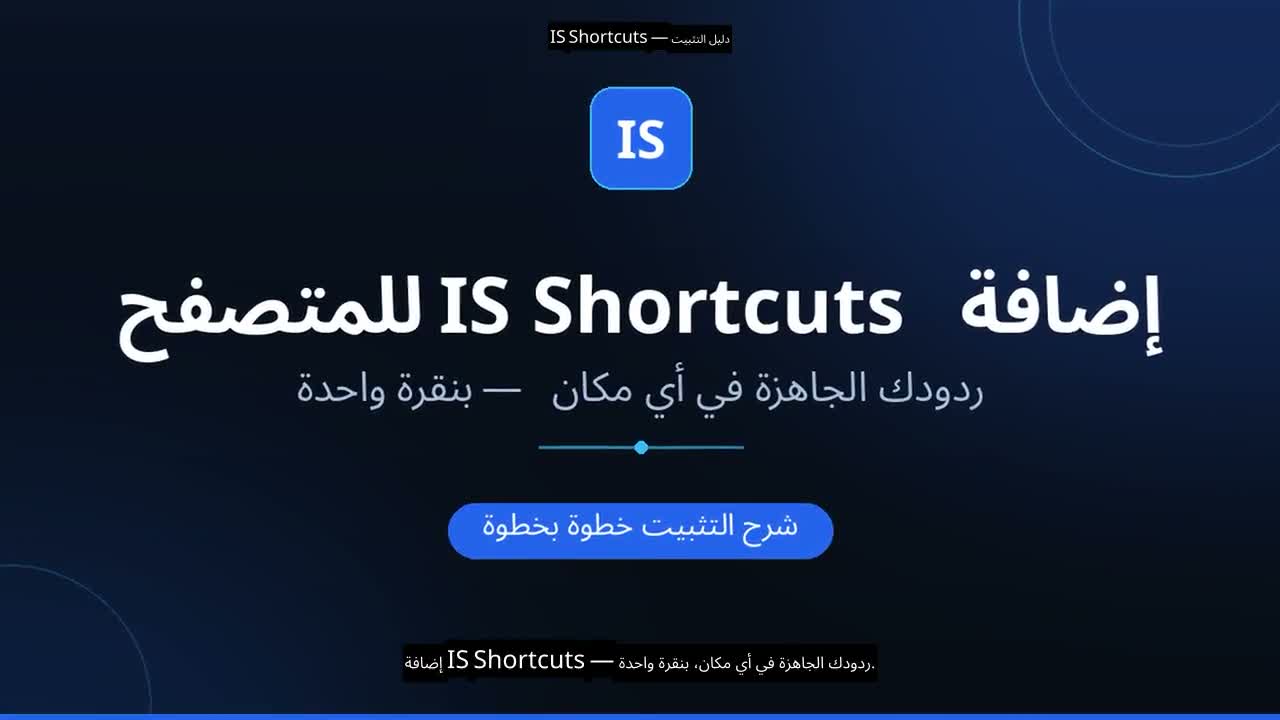 IS Shortcuts — دليل التثبيت
IS
إضافة IS Shortcuts للمتصفح
ردودك الجاهزة في أي مكان — بنقرة واحدة
شرح التثبيت خطوة بخطوة
إضافة IS Shortcuts — ردودك الجاهزة في أي مكان، بنقرة واحدة.